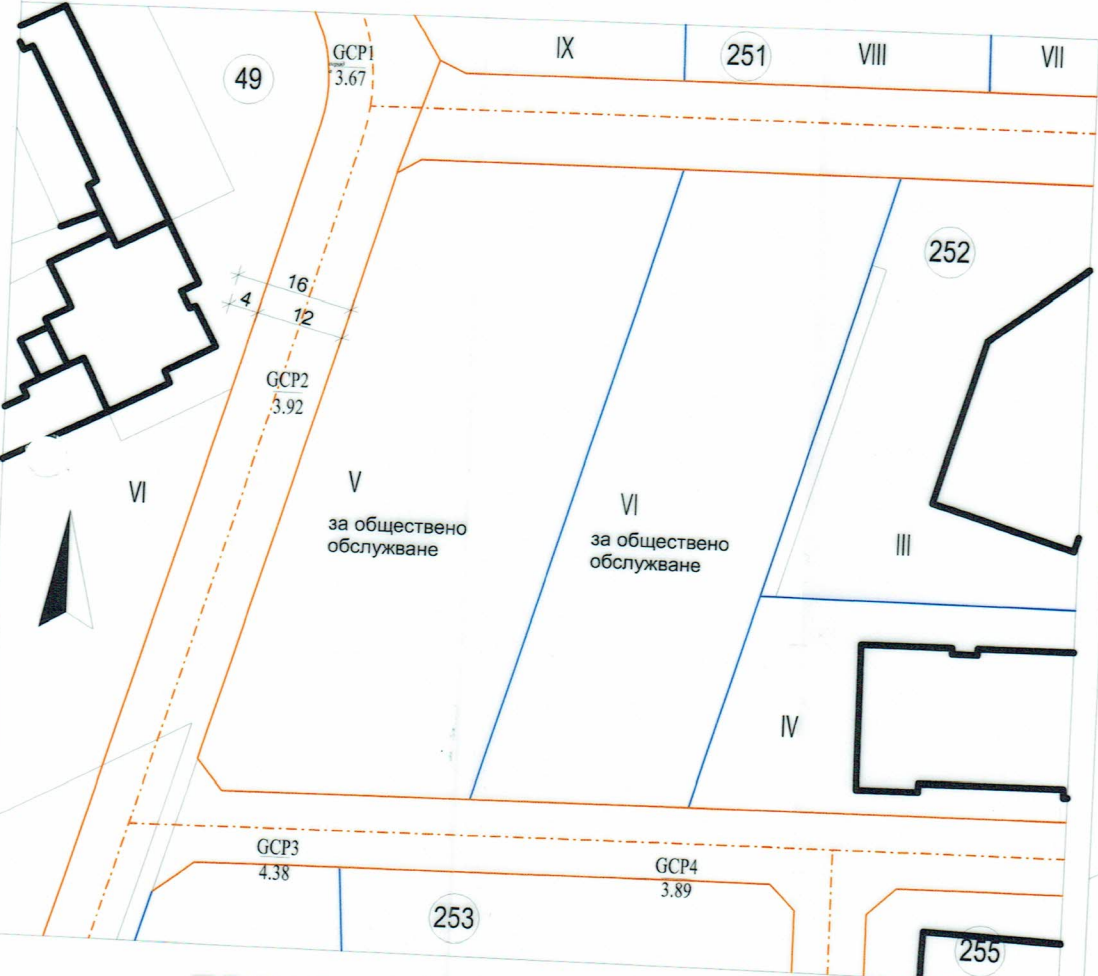 GCP1
3.67
IX
251
VIII
VII
49
252
16
4
12
GCP2
3.92
VI
V
за обществено
обслужване
VI
за обществено
обслужване
III
IV
GCP3
4.38
GCP4
3.89
253
255